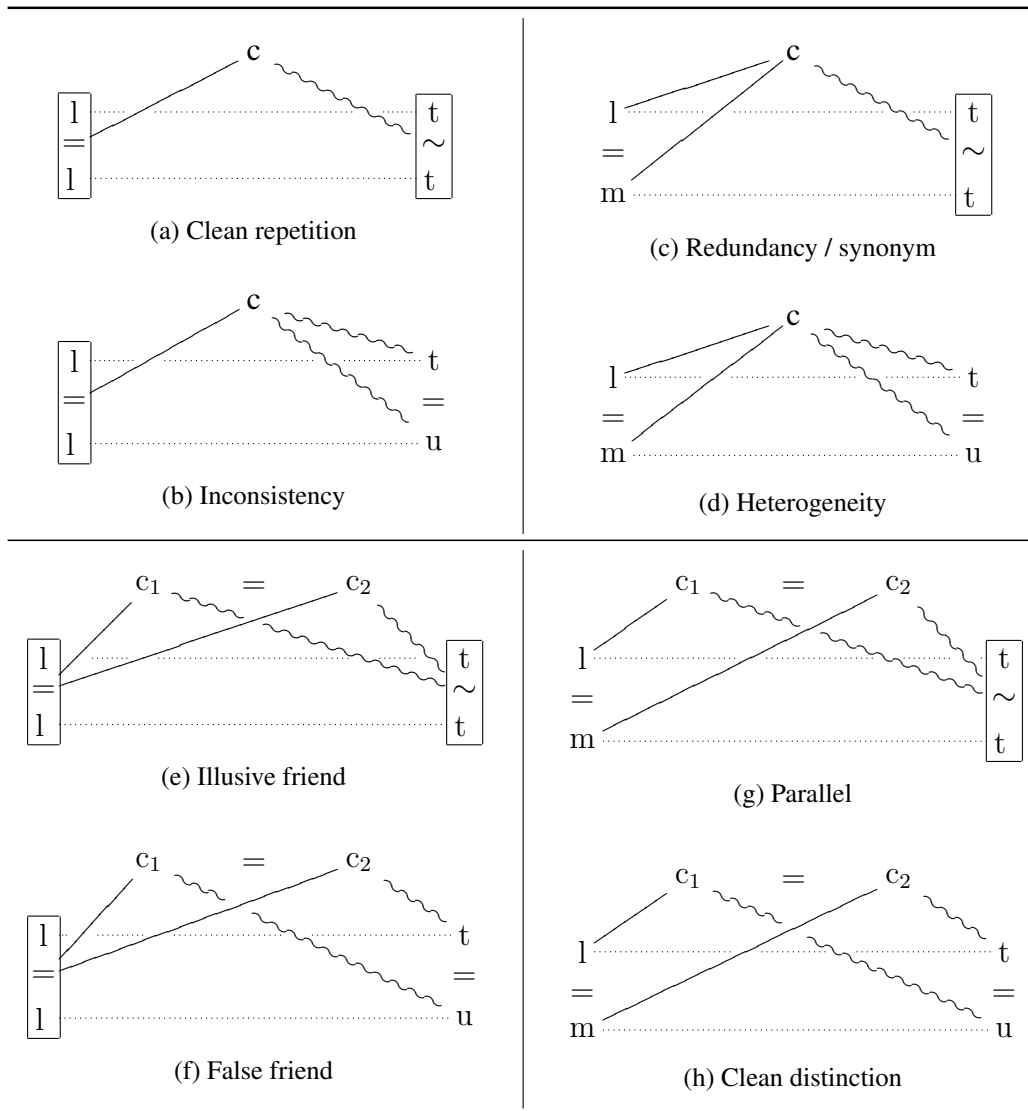 c
l t
= ~
l t
(a) Clean repetition
c
l t
= =
l u
(b) Inconsistency
c
l t
= ~
m t
(c) Redundancy / synonym
c
l t
= =
m u
(d) Heterogeneity
c₁ = c₂
l t
= ~
l t
(e) Illusive friend
c₁ = c₂
l t
= =
l u
(f) False friend
c₁ = c₂
l t
= ~
m t
(g) Parallel
c₁ = c₂
l t
= =
m u
(h) Clean distinction